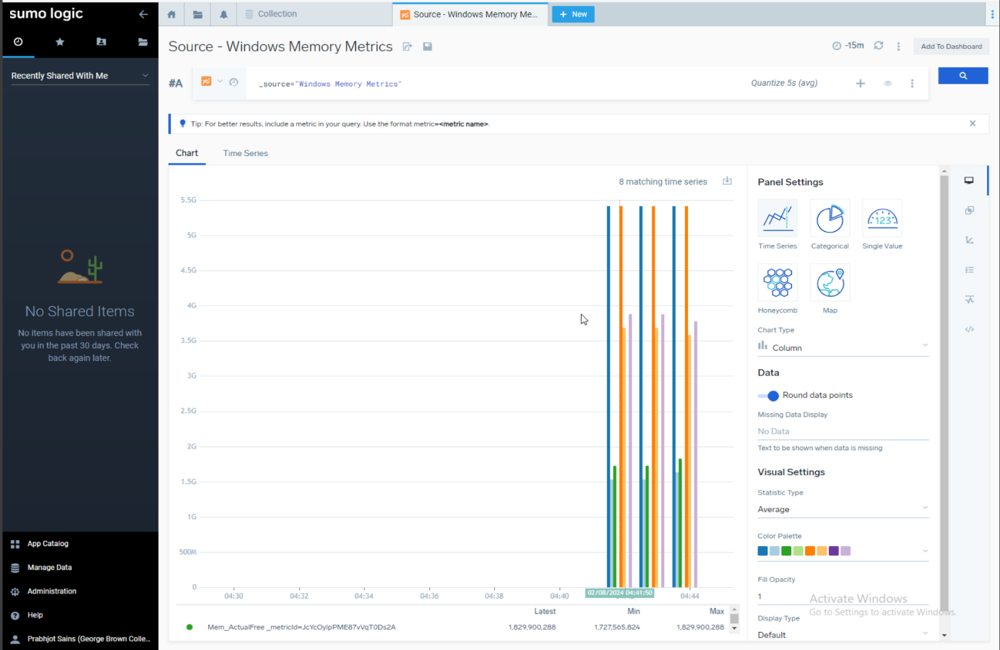 sumo logic
Collection
Source - Windows Memory Me...
+ New
Source - Windows Memory Metrics
-15m
Add To Dashboard
Recently Shared With Me
#A
_source="Windows Memory Metrics"
Quantize 5s (avg)
Tip: For better results, include a metric in your query. Use the format metric=<metric name>.
Chart
Time Series
8 matching time series
5.5G
5G
4.5G
4G
3.5G
3G
2.5G
2G
1.5G
1G
500M
0
04:30
04:32
04:34
04:36
04:38
04:40
02/08/2024 04:41:50
04:44
Latest
Min
Max
Mem_ActualFree _metricId=JcYcOyIpPME87vVqT0Ds2A
1,829,900,288
1,727,565,824
1,829,900,288
No Shared Items
No items have been shared with
you in the past 30 days. Check
back again later.
App Catalog
Manage Data
Administration
Help
Prabhjot Sains (George Brown Colle...
Panel Settings
Time Series
Categorical
123
Single Value
Honeycomb
Map
Chart Type
Column
Data
Round data points
Missing Data Display
No Data
Text to be shown when data is missing
Visual Settings
Statistic Type
Average
Color Palette
Fill Opacity
1
Display Type
Default
Activate Windows
Go to Settings to activate Windows.